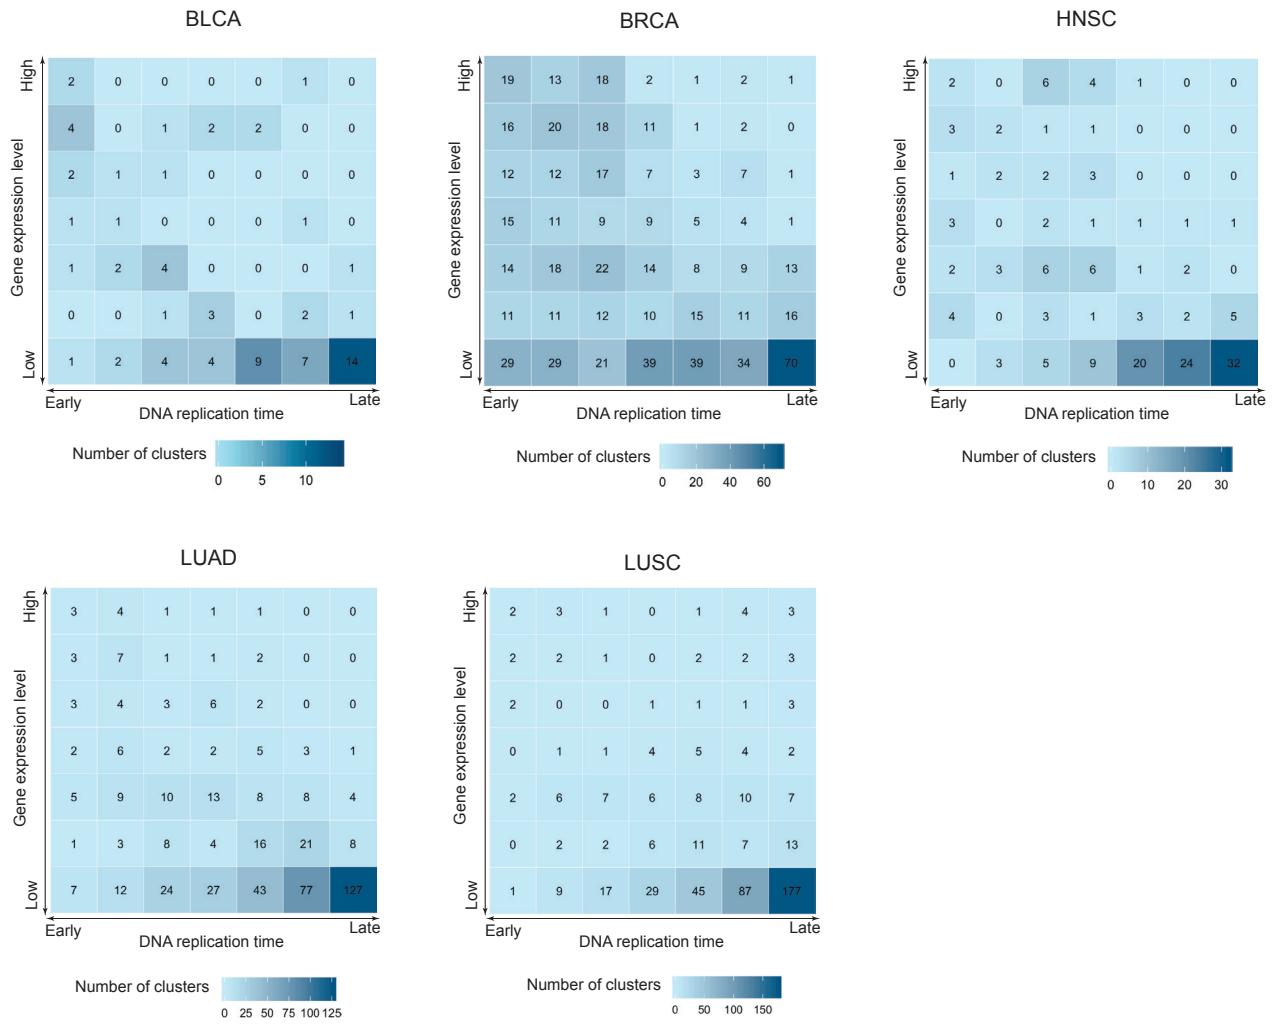 BLCA
High
2 0 0 0 0 1 0
4 0 1 2 2 0 0
2 1 1 0 0 0 0
1 1 0 0 0 1 0
1 2 4 0 0 0 1
0 0 1 3 0 2 1
1 2 4 4 9 7 14
Gene expression level
Low
Early
Late
DNA replication time
Number of clusters
0 5 10
BRCA
High
19 13 18 2 1 2 1
16 20 18 11 1 2 0
12 12 17 7 3 7 1
15 11 9 9 5 4 1
14 18 22 14 8 9 13
11 11 12 10 15 11 16
29 29 21 39 39 34 70
Gene expression level
Low
Early
Late
DNA replication time
Number of clusters
0 20 40 60
HNSC
High
2 0 6 4 1 0 0
3 2 1 1 0 0 0
1 2 2 3 0 0 0
3 0 2 1 1 1 1
2 3 6 6 1 2 0
4 0 3 1 3 2 5
0 3 5 9 20 24 32
Gene expression level
Low
Early
Late
DNA replication time
Number of clusters
0 10 20 30
LUAD
High
3 4 1 1 1 0 0
3 7 1 1 2 0 0
3 4 3 6 2 0 0
2 6 2 2 5 3 1
5 9 10 13 8 8 4
1 3 8 4 16 21 8
7 12 24 27 43 77 127
Gene expression level
Low
Early
Late
DNA replication time
Number of clusters
0 25 50 75 100 125
LUSC
High
2 3 1 0 1 4 3
2 2 1 0 2 2 3
2 0 0 1 1 1 3
0 1 1 4 5 4 2
2 6 7 6 8 10 7
0 2 2 6 11 7 13
1 9 17 29 45 87 177
Gene expression level
Low
Early
Late
DNA replication time
Number of clusters
0 50 100 150